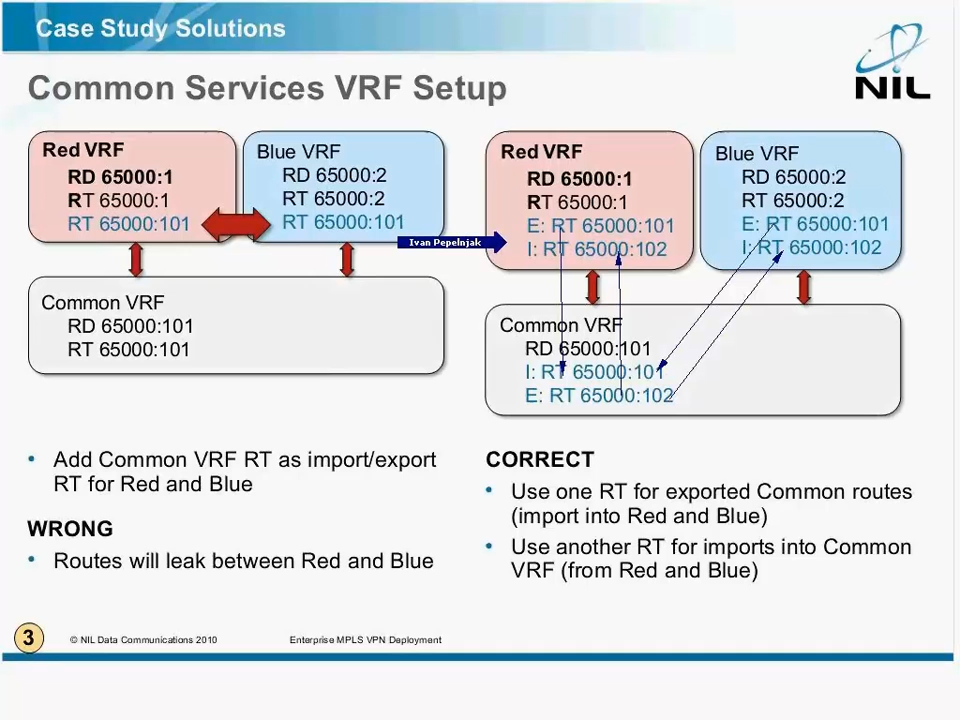 Case Study Solutions
NIL
Common Services VRF Setup
Red VRF
RD 65000:1
RT 65000:1
RT 65000:101
Blue VRF
RD 65000:2
RT 65000:2
RT 65000:101
Common VRF
RD 65000:101
RT 65000:101
Ivan Pepelnjak
Red VRF
RD 65000:1
RT 65000:1
E: RT 65000:101
I: RT 65000:102
Blue VRF
RD 65000:2
RT 65000:2
E: RT 65000:101
I: RT 65000:102
Common VRF
RD 65000:101
I: RT 65000:101
E: RT 65000:102
• Add Common VRF RT as import/export
RT for Red and Blue
WRONG
• Routes will leak between Red and Blue
CORRECT
• Use one RT for exported Common routes
(import into Red and Blue)
• Use another RT for imports into Common
VRF (from Red and Blue)
3
© NIL Data Communications 2010
Enterprise MPLS VPN Deployment